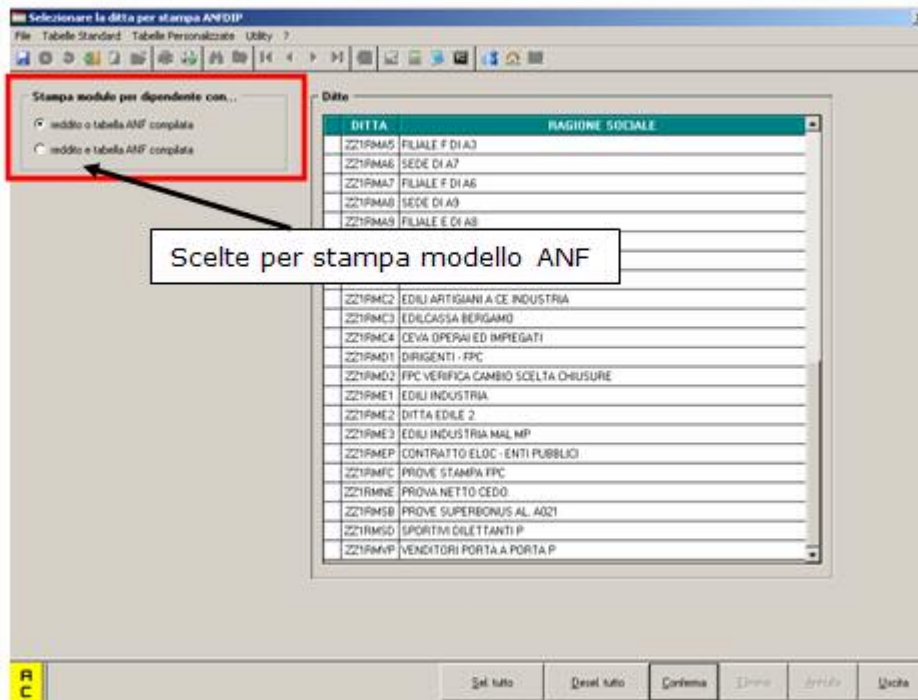 Selezionare la ditta per stampa ANFDIP
File Tabelle Standard Tabelle Personalizzate Utility ?
Stampa modulo per dipendente con...
reddito o tabella ANF compilata
reddito e tabella ANF compilata
Ditte
DITTA RAGIONE SOCIALE
ZZ1RMA5 FILIALE F DI A3
ZZ1RMA6 SEDE DI A7
ZZ1RMA7 FILIALE F DI A6
ZZ1RMA8 SEDE DI A9
ZZ1RMA9 FILIALE E DI A8
Scelte per stampa modello ANF
ZZ1RMC2 EDILI ARTIGIANI A CE INDUSTRIA
ZZ1RMC3 EDILCASSA BERGAMO
ZZ1RMC4 CEVA OPERAI ED IMPIEGATI
ZZ1RMD1 DIRIGENTI - FPC
ZZ1RMD2 FPC VERIFICA CAMBIO SCELTA CHIUSURE
ZZ1RME1 EDILI INDUSTRIA
ZZ1RME2 DITTA EDILE 2
ZZ1RME3 EDILI INDUSTRIA MAL MP
ZZ1RMEP CONTRATTO ELOC - ENTI PUBBLICI
ZZ1RMFC PROVE STAMPA FPC
ZZ1RMNE PROVA NETTO CEDO
ZZ1RMSB PROVE SUPERBONUS AL. A021
ZZ1RMSD SPORTIVI DILETTANTI P
ZZ1RMVP VENDITORI PORTA A PORTA P
A C
Sel. tutto Desel. tutto Conferma Elimina Annulla Uscita